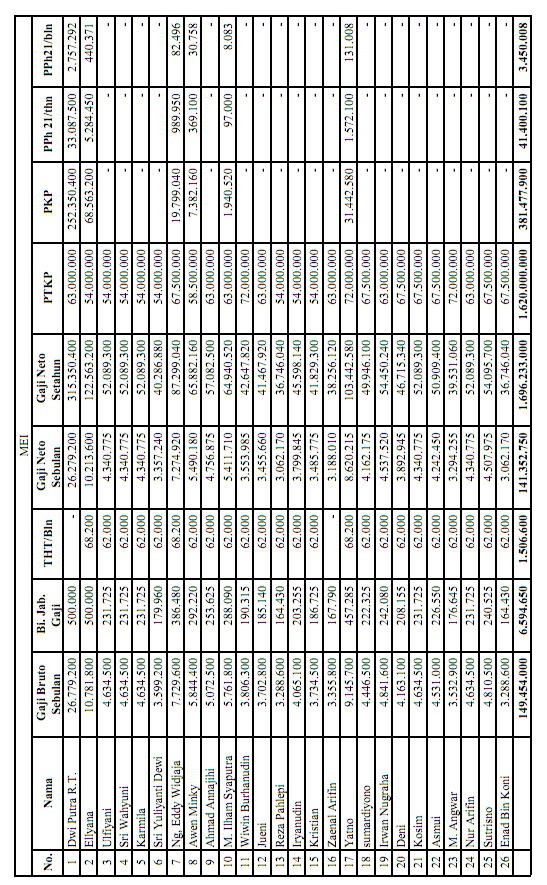 MEI
No. Nama Gaji Bruto Sebulan Bi. Jab. Gaji THT/Bln Gaji Neto Sebulan Gaji Neto Setahun PTKP PKP PPh 21/thn PPh21/bln
1 Dwi Putra R.T. 26.779.200 500.000 - 26.279.200 315.350.400 63.000.000 252.350.400 33.087.500 2.757.292
2 Ellyana 10.781.800 500.000 68.200 10.213.600 122.563.200 54.000.000 68.563.200 5.284.450 440.371
3 Ulfiyani 4.634.500 231.725 62.000 4.340.775 52.089.300 54.000.000 - - -
4 Sri Wahyuni 4.634.500 231.725 62.000 4.340.775 52.089.300 54.000.000 - - -
5 Karmila 4.634.500 231.725 62.000 4.340.775 52.089.300 54.000.000 - - -
6 Sri Yuliyanti Dewi 3.599.200 179.960 62.000 3.357.240 40.286.880 54.000.000 - - -
7 Ng, Eddy Widjaja 7.729.600 386.480 68.200 7.274.920 87.299.040 67.500.000 19.799.040 989.950 82.496
8 Awen Minky 5.844.400 292.220 62.000 5.490.180 65.882.160 58.500.000 7.382.160 369.100 30.758
9 Ahmad Annajihi 5.072.500 253.625 62.000 4.756.875 57.082.500 63.000.000 - - -
10 M. Ilham Syaputra 5.761.800 288.090 62.000 5.411.710 64.940.520 63.000.000 1.940.520 97.000 8.083
11 Wiwin Burhanudin 3.806.300 190.315 62.000 3.553.985 42.647.820 72.000.000 - - -
12 Jueni 3.702.800 185.140 62.000 3.455.660 41.467.920 63.000.000 - - -
13 Reza Pahlepi 3.288.600 164.430 62.000 3.062.170 36.746.040 54.000.000 - - -
14 Iryanudin 4.065.100 203.255 62.000 3.799.845 45.598.140 54.000.000 - - -
15 Kristian 3.734.500 186.725 62.000 3.485.775 41.829.300 54.000.000 - - -
16 Zaenal Arifin 3.355.800 167.790 - 3.188.010 38.256.120 63.000.000 - - -
17 Yatno 9.145.700 457.285 68.200 8.620.215 103.442.580 72.000.000 31.442.580 1.572.100 131.008
18 sumardiyono 4.446.500 222.325 62.000 4.162.175 49.946.100 67.500.000 - - -
19 Irwan Nugraha 4.841.600 242.080 62.000 4.537.520 54.450.240 63.000.000 - - -
20 Deni 4.163.100 208.155 62.000 3.892.945 46.715.340 67.500.000 - - -
21 Kosim 4.634.500 231.725 62.000 4.340.775 52.089.300 67.500.000 - - -
22 Asmui 4.531.000 226.550 62.000 4.242.450 50.909.400 67.500.000 - - -
23 M. Angwar 3.532.900 176.645 62.000 3.294.255 39.531.060 72.000.000 - - -
24 Nur Arifin 4.634.500 231.725 62.000 4.340.775 52.089.300 63.000.000 - - -
25 Sutrisno 4.810.500 240.525 62.000 4.507.975 54.095.700 67.500.000 - - -
26 Enad Bin Koni 3.288.600 164.430 62.000 3.062.170 36.746.040 67.500.000 - - -
149.454.000 6.594.650 1.506.600 141.352.750 1.696.233.000 1.620.000.000 381.477.900 41.400.100 3.450.008